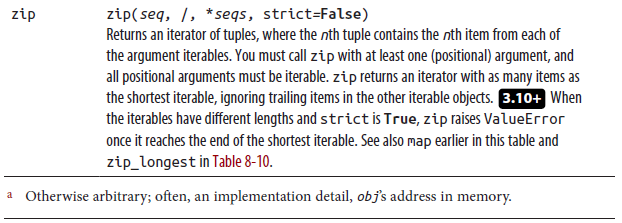 zip zip(seq, /, *seqs, strict=False)
Returns an iterator of tuples, where the nth tuple contains the nth item from each of
the argument iterables. You must call zip with at least one (positional) argument, and
all positional arguments must be iterable. zip returns an iterator with as many items as
the shortest iterable, ignoring trailing items in the other iterable objects. 3.10+ When
the iterables have different lengths and strict is True, zip raises ValueError
once it reaches the end of the shortest iterable. See also map earlier in this table and
zip_longest in Table 8-10.
a Otherwise arbitrary; often, an implementation detail, obj's address in memory.